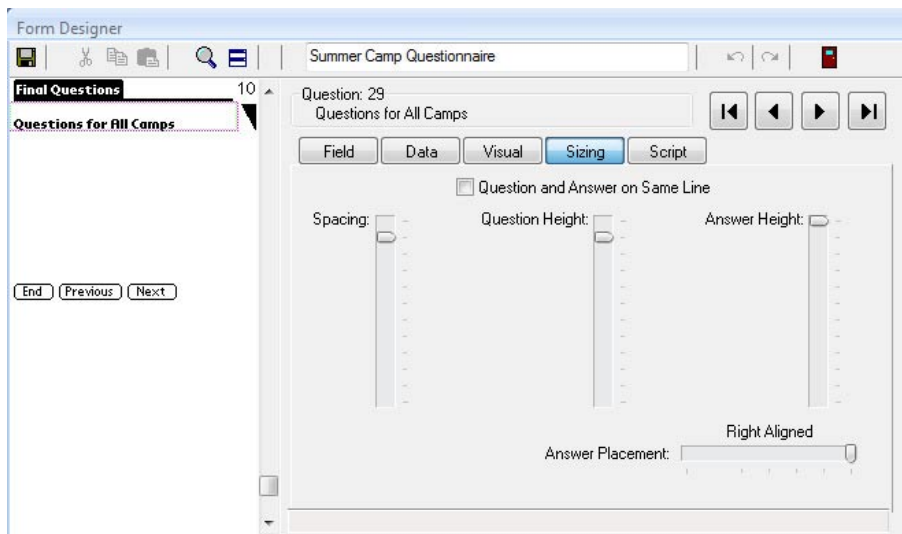 Form Designer
Summer Camp Questionnaire
Final Questions 10
Questions for All Camps
End Previous Next
Question: 29
Questions for All Camps
Field Data Visual Sizing Script
Question and Answer on Same Line
Spacing: Question Height: Answer Height:
Right Aligned
Answer Placement: